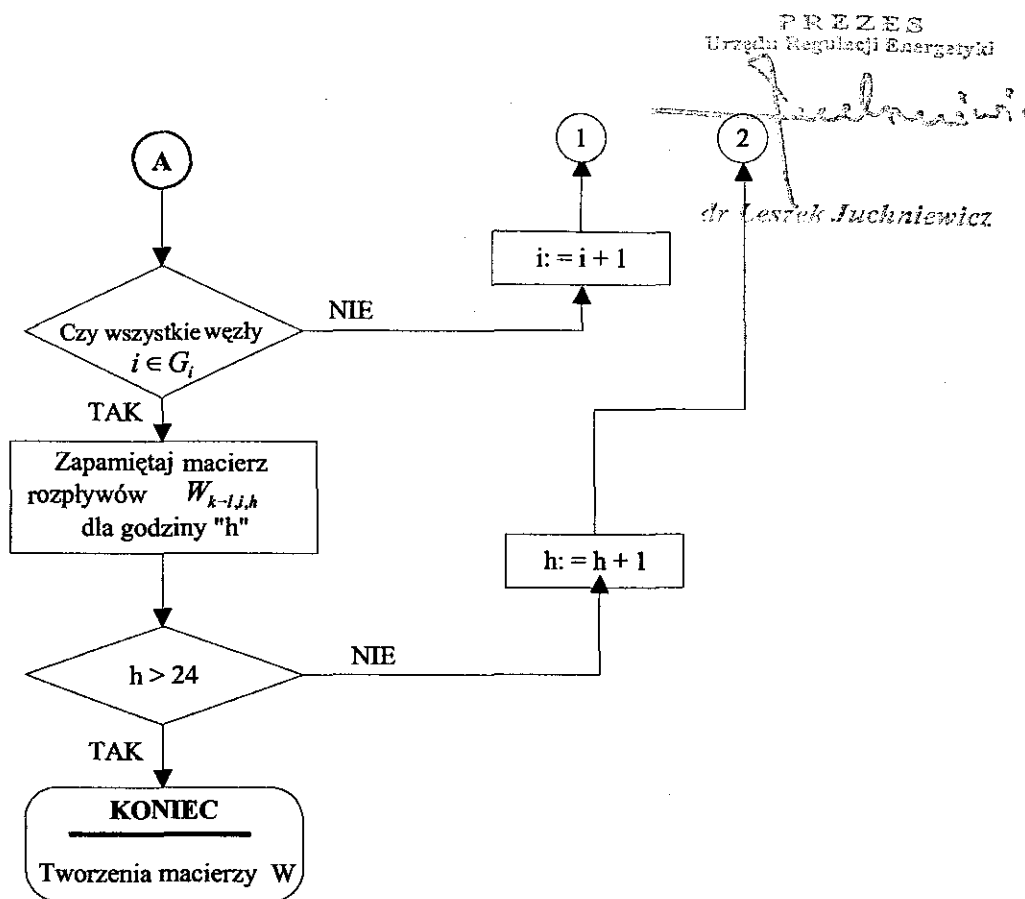 PREZES
Urzędu Regulacji Energetyki
dr Leszek Juchniewicz
A
1
2
i: = i + 1
NIE
Czy wszystkie węzły
i ∈ G_i
TAK
Zapamiętaj macierz
rozpływów W_{k-l,i,h}
dla godziny "h"
h: = h + 1
NIE
h > 24
TAK
KONIEC
Tworzenia macierzy W